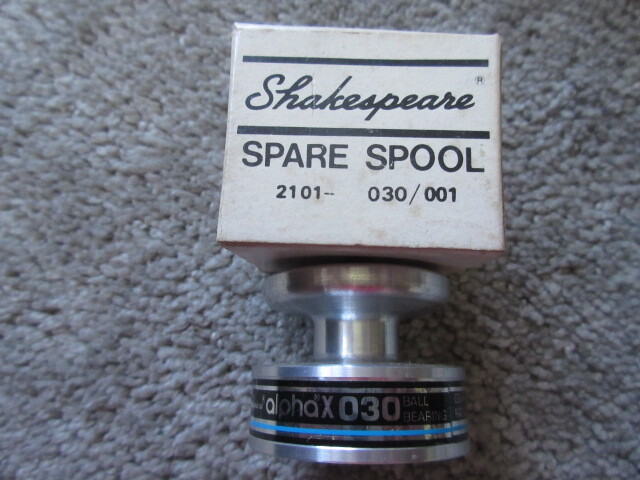 Shakespeare®
SPARE SPOOL
2101- 030/001
alpha® X 030 BALL
BEARING